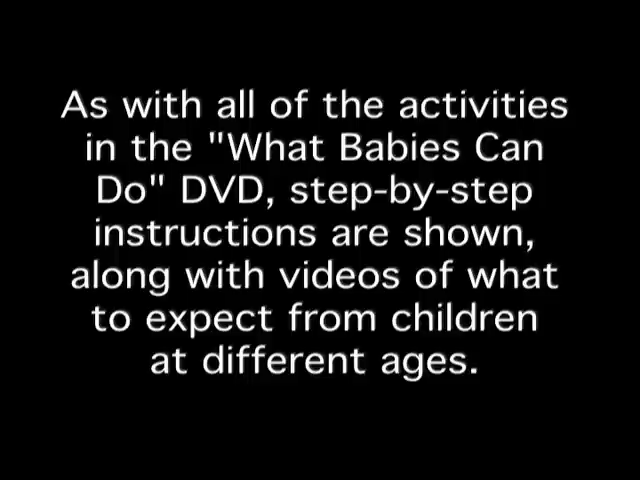 As with all of the activities
in the "What Babies Can
Do" DVD, step-by-step
instructions are shown,
along with videos of what
to expect from children
at different ages.